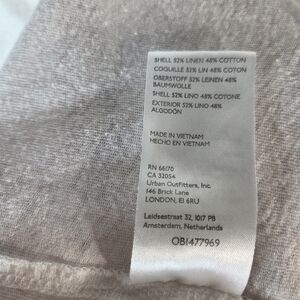 SHELL 52% LINEN 48% COTTON
COQUILLE 52% LIN 48% COTON
OBERSTOFF 52% LEINEN 48%
BAUMWOLLE
SHELL 52% LINO 48% COTONE
EXTERIOR 52% LINO 48%
ALGODÓN
MADE IN VIETNAM
HECHO EN VIETNAM
RN 66170
CA 32054
Urban Outfitters, Inc.
146 Brick Lane
LONDON, E1 6RU
Leidsestraat 32, 1017 PB
Amsterdam, Netherlands
OB1477969